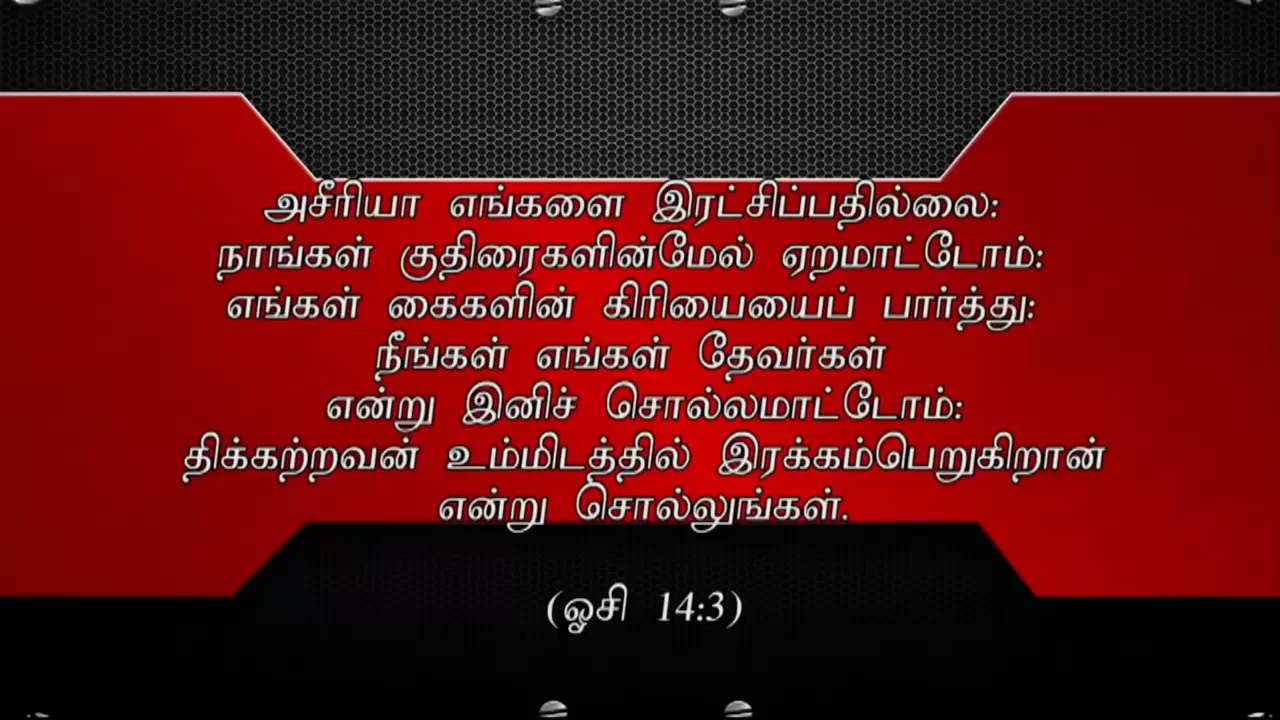 அசீரியா எங்களை இரட்சிப்பதில்லை:
நாங்கள் குதிரைகளின்மேல் ஏறமாட்டோம்:
எங்கள் கைகளின் கிரியையைப் பார்த்து:
நீங்கள் எங்கள் தேவர்கள்
என்று இனிச் சொல்லமாட்டோம்:
திக்கற்றவன் உம்மிடத்தில் இரக்கம்பெறுகிறான்
என்று சொல்லுங்கள்.
(ஓசி 14:3)